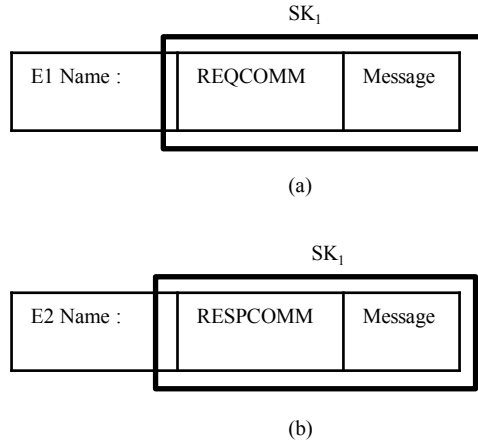 SK₁
E1 Name : REQCOMM Message
(a)
SK₁
E2 Name : RESPCOMM Message
(b)